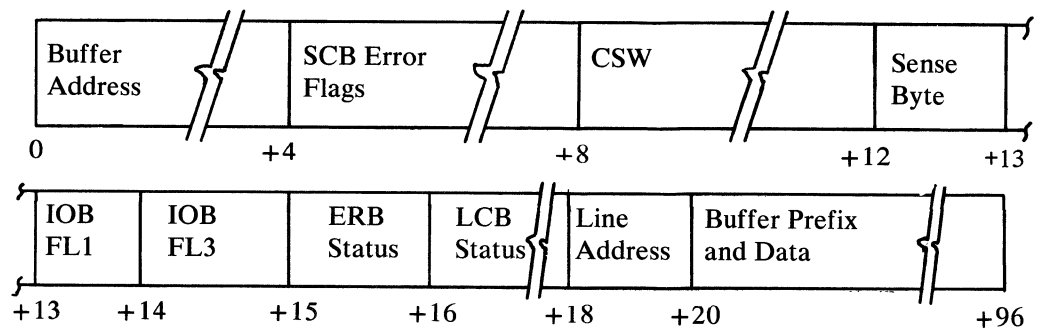 Buffer
Address
SCB Error
Flags
CSW
Sense
Byte
0
+4
+8
+12
+13
IOB
FL1
IOB
FL3
ERB
Status
LCB
Status
Line
Address
Buffer Prefix
and Data
+13
+14
+15
+16
+18
+20
+96